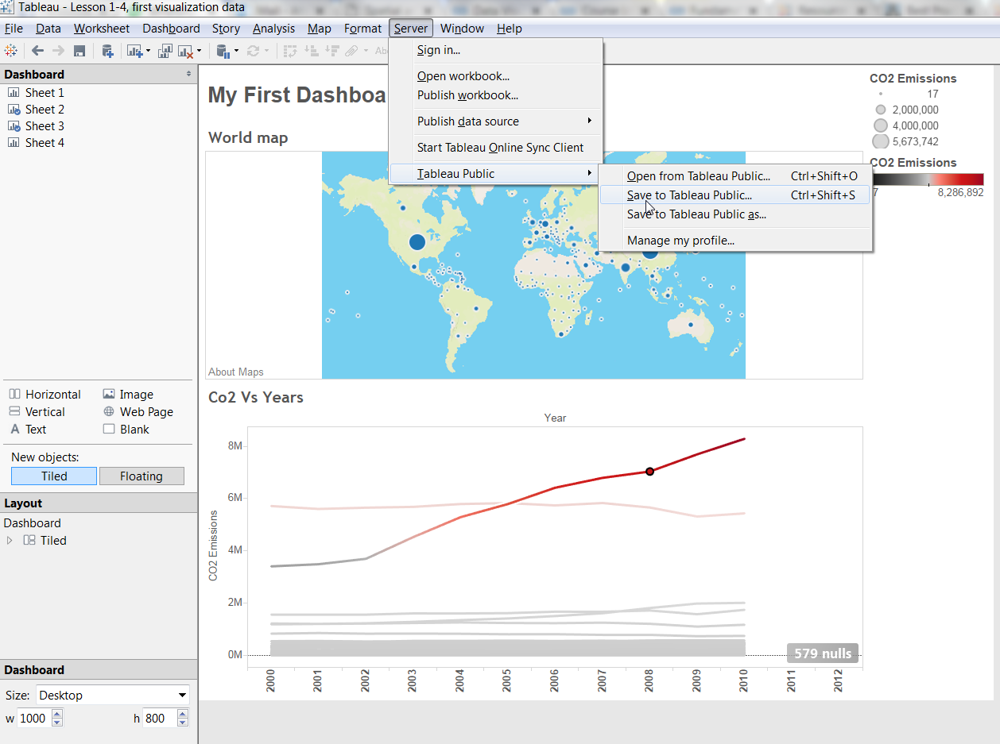 Tableau - Lesson 1-4, first visualization data
File Data Worksheet Dashboard Story Analysis Map Format Server Window Help
Sign in...
Open workbook...
Publish workbook...
Publish data source
Start Tableau Online Sync Client
Tableau Public
Open from Tableau Public... Ctrl+Shift+O
Save to Tableau Public... Ctrl+Shift+S
Save to Tableau Public as...
Manage my profile...
Dashboard
Sheet 1
Sheet 2
Sheet 3
Sheet 4
Horizontal Image
Vertical Web Page
A Text Blank
New objects:
Tiled Floating
Layout
Dashboard
Tiled
Dashboard
Size: Desktop
w 1000 h 800
My First Dashboa
World map
About Maps
Co2 Vs Years
Year
CO2 Emissions
8M
6M
4M
2M
0M
579 nulls
2000 2001 2002 2003 2004 2005 2006 2007 2008 2009 2010 2011 2012
CO2 Emissions
17
2,000,000
4,000,000
5,673,742
CO2 Emissions
7 8,286,892